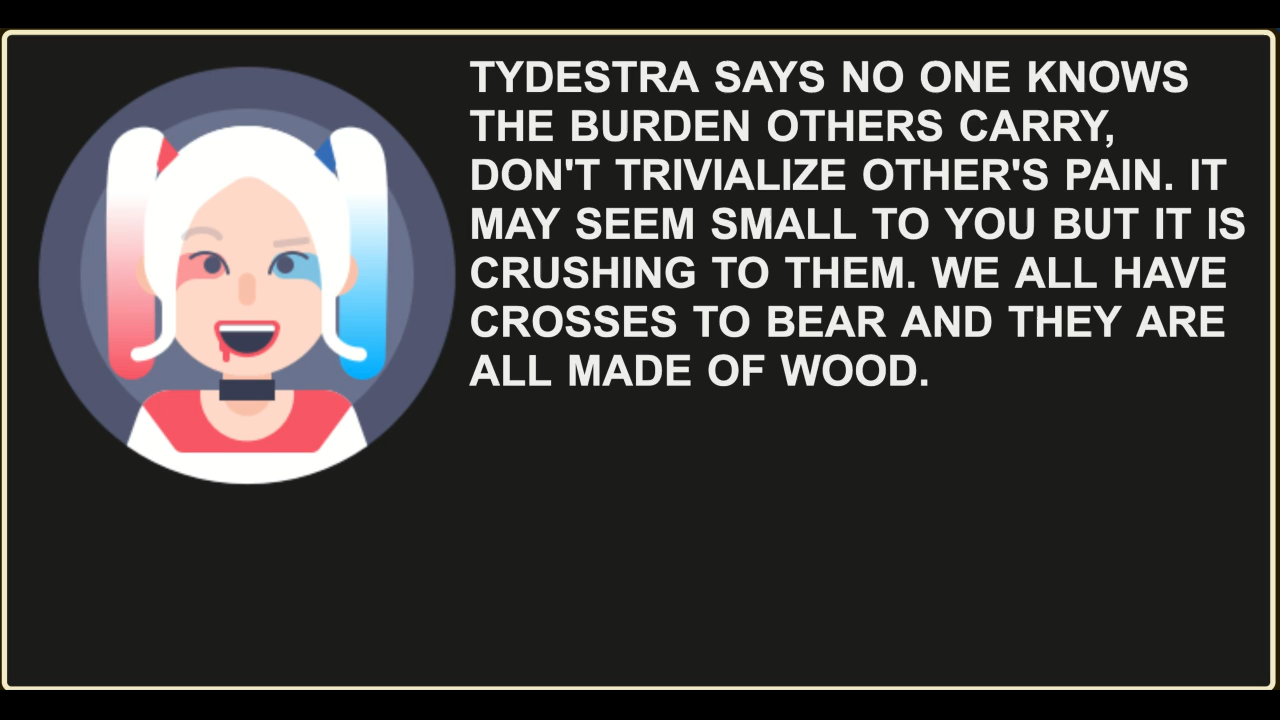 TYDESTRA SAYS NO ONE KNOWS
THE BURDEN OTHERS CARRY,
DON'T TRIVIALIZE OTHER'S PAIN. IT
MAY SEEM SMALL TO YOU BUT IT IS
CRUSHING TO THEM. WE ALL HAVE
CROSSES TO BEAR AND THEY ARE
ALL MADE OF WOOD.